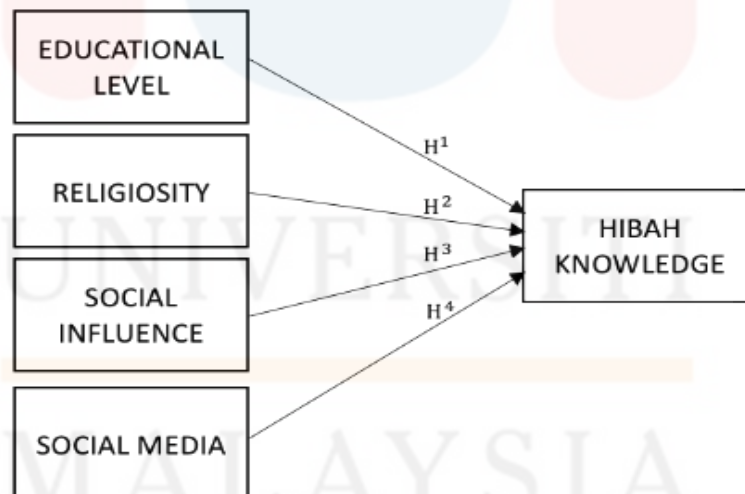 EDUCATIONAL
LEVEL
H¹
RELIGIOSITY
H²
HIBAH
KNOWLEDGE
UNIVERSITI
H³
SOCIAL
INFLUENCE
H⁴
SOCIAL MEDIA
MALAYSIA